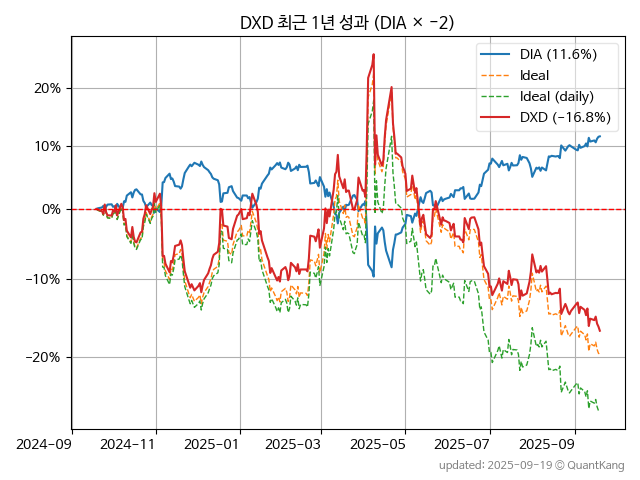 DXD 최근 1년 성과 (DIA × −2)
DIA (11.6%)
Ideal
Ideal (daily)
DXD (−16.8%)
20%
10%
0%
−10%
−20%
2024-09 2024-11 2025-01 2025-03 2025-05 2025-07 2025-09
updated: 2025-09-19 © QuantKang